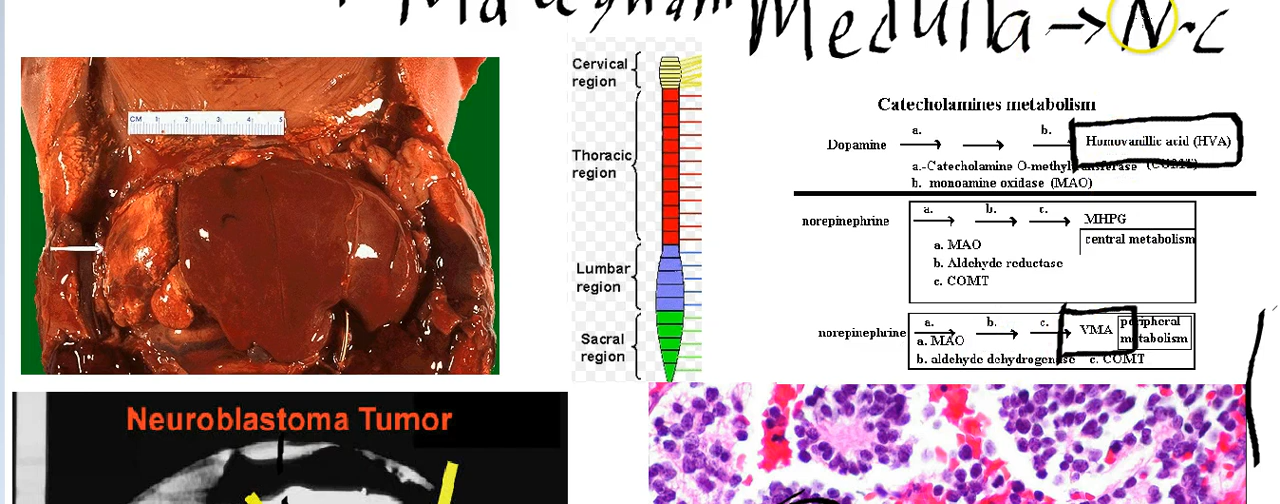 Medulla → N-C
Cervical
region
Thoracic
region
Lumbar
region
Sacral
region
CM 1 2 3 4 5
Catecholamines metabolism
a. b.
Dopamine Homovanillic acid (HVA)
a.-Catecholamine O-methyltransferase (COMT)
b. monoamine oxidase (MAO)
a. b. c.
norepinephrine MHPG
central metabolism
a. MAO
b. Aldehyde reductase
c. COMT
a. b. c.
norepinephrine VMA peripheral
metabolism
a. MAO
b. aldehyde dehydrogenase c. COMT
Neuroblastoma Tumor